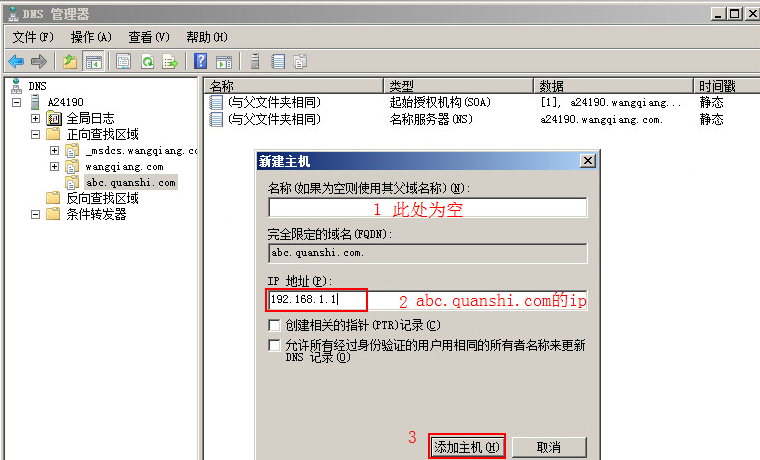 DNS 管理器
文件(F) 操作(A) 查看(V) 帮助(H)
DNS
A24190
全局日志
正向查找区域
_msdcs.wangqiang.co
wangqiang.com
abc.quanshi.com
反向查找区域
条件转发器
名称 类型 数据 时间戳
(与父文件夹相同) 起始授权机构(SOA) [1], a24190.wangqiang... 静态
(与父文件夹相同) 名称服务器(NS) a24190.wangqiang.com. 静态
新建主机
名称(如果为空则使用其父域名称)(N):
1 此处为空
完全限定的域名(FQDN):
abc.quanshi.com.
IP 地址(P):
192.168.1.1 2 abc.quanshi.com的ip
创建相关的指针(PTR)记录(C)
允许所有经过身份验证的用户用相同的所有者名称来更新
DNS 记录(O)
3 添加主机(H) 取消